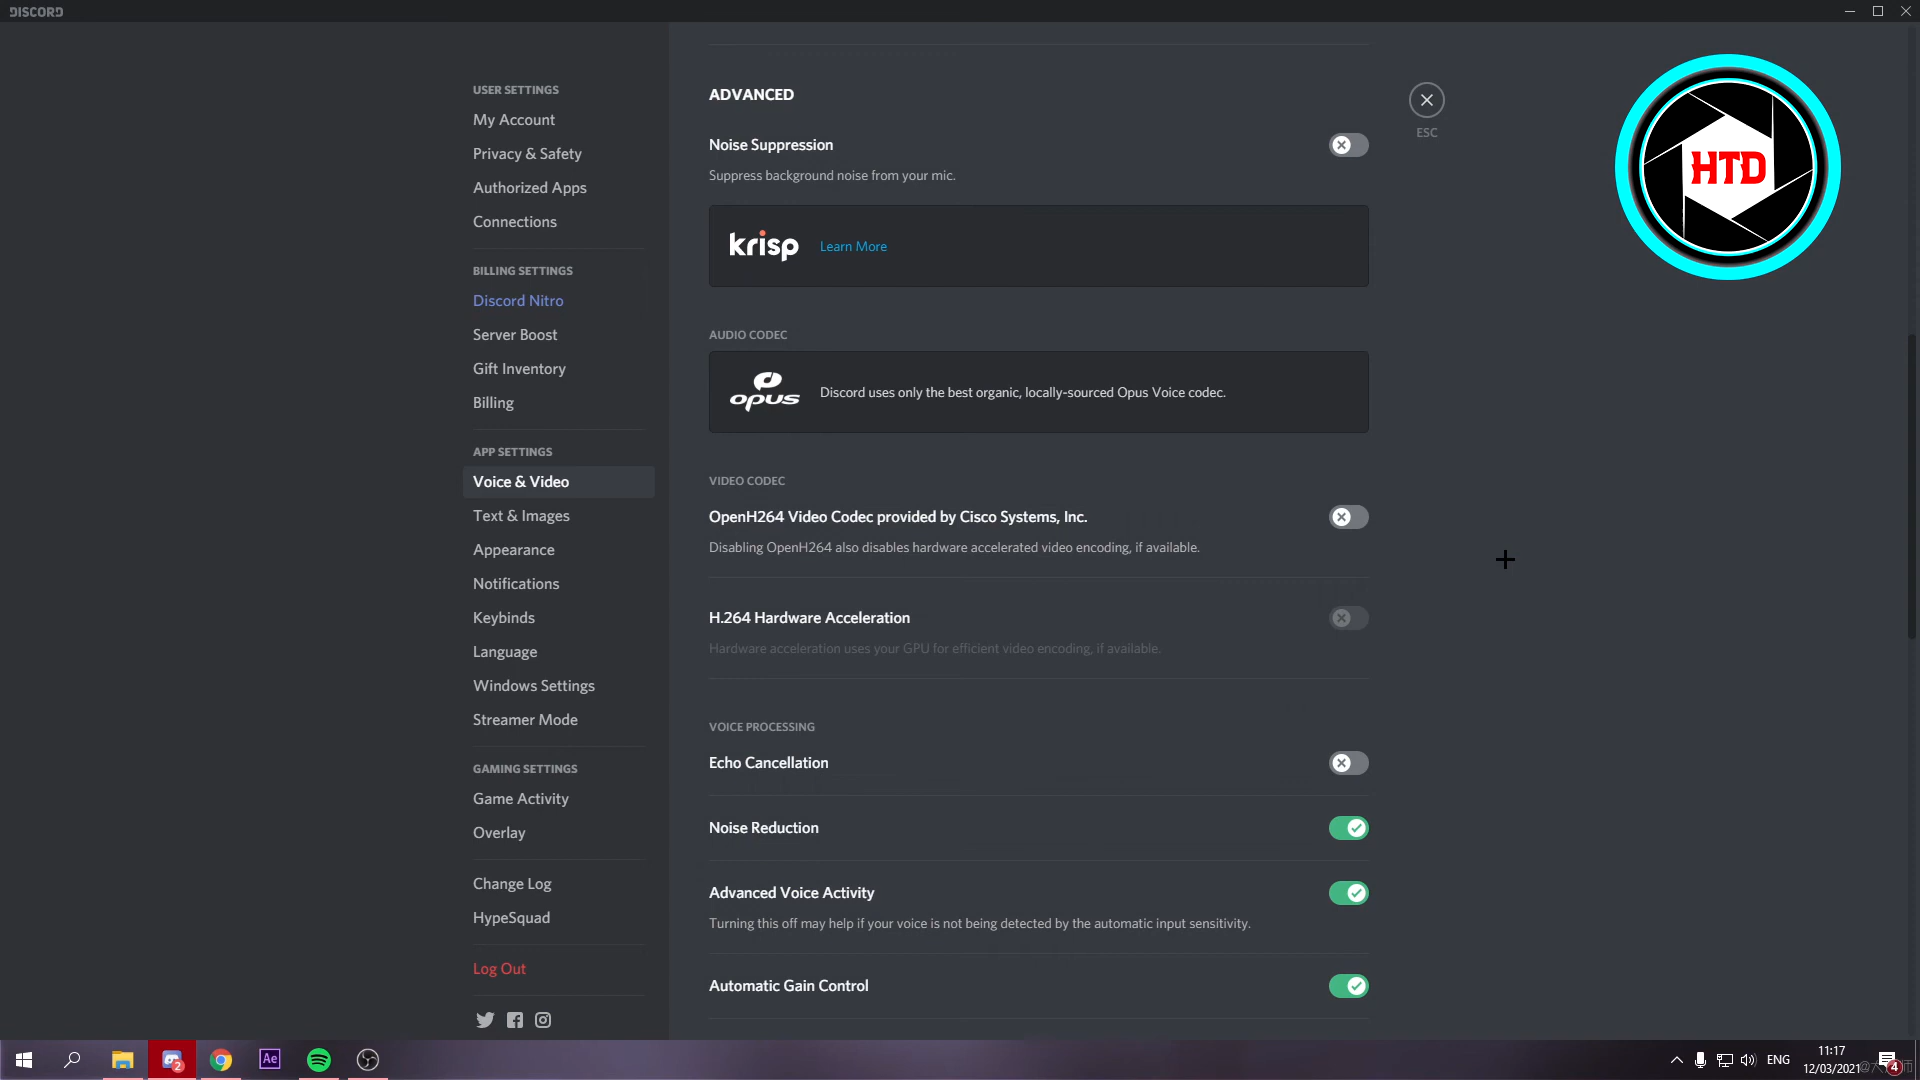 DISCORD
USER SETTINGS
My Account
Privacy & Safety
Authorized Apps
Connections
BILLING SETTINGS
Discord Nitro
Server Boost
Gift Inventory
Billing
APP SETTINGS
Voice & Video
Text & Images
Appearance
Notifications
Keybinds
Language
Windows Settings
Streamer Mode
GAMING SETTINGS
Game Activity
Overlay
Change Log
HypeSquad
Log Out
ADVANCED
Noise Suppression
Suppress background noise from your mic.
krisp Learn More
AUDIO CODEC
opus Discord uses only the best organic, locally-sourced Opus Voice codec.
VIDEO CODEC
OpenH264 Video Codec provided by Cisco Systems, Inc.
Disabling OpenH264 also disables hardware accelerated video encoding, if available.
H.264 Hardware Acceleration
Hardware acceleration uses your GPU for efficient video encoding, if available.
VOICE PROCESSING
Echo Cancellation
Noise Reduction
Advanced Voice Activity
Turning this off may help if your voice is not being detected by the automatic input sensitivity.
Automatic Gain Control
ESC
HTD
2
Ae
ENG
11:17
12/03/2021
4